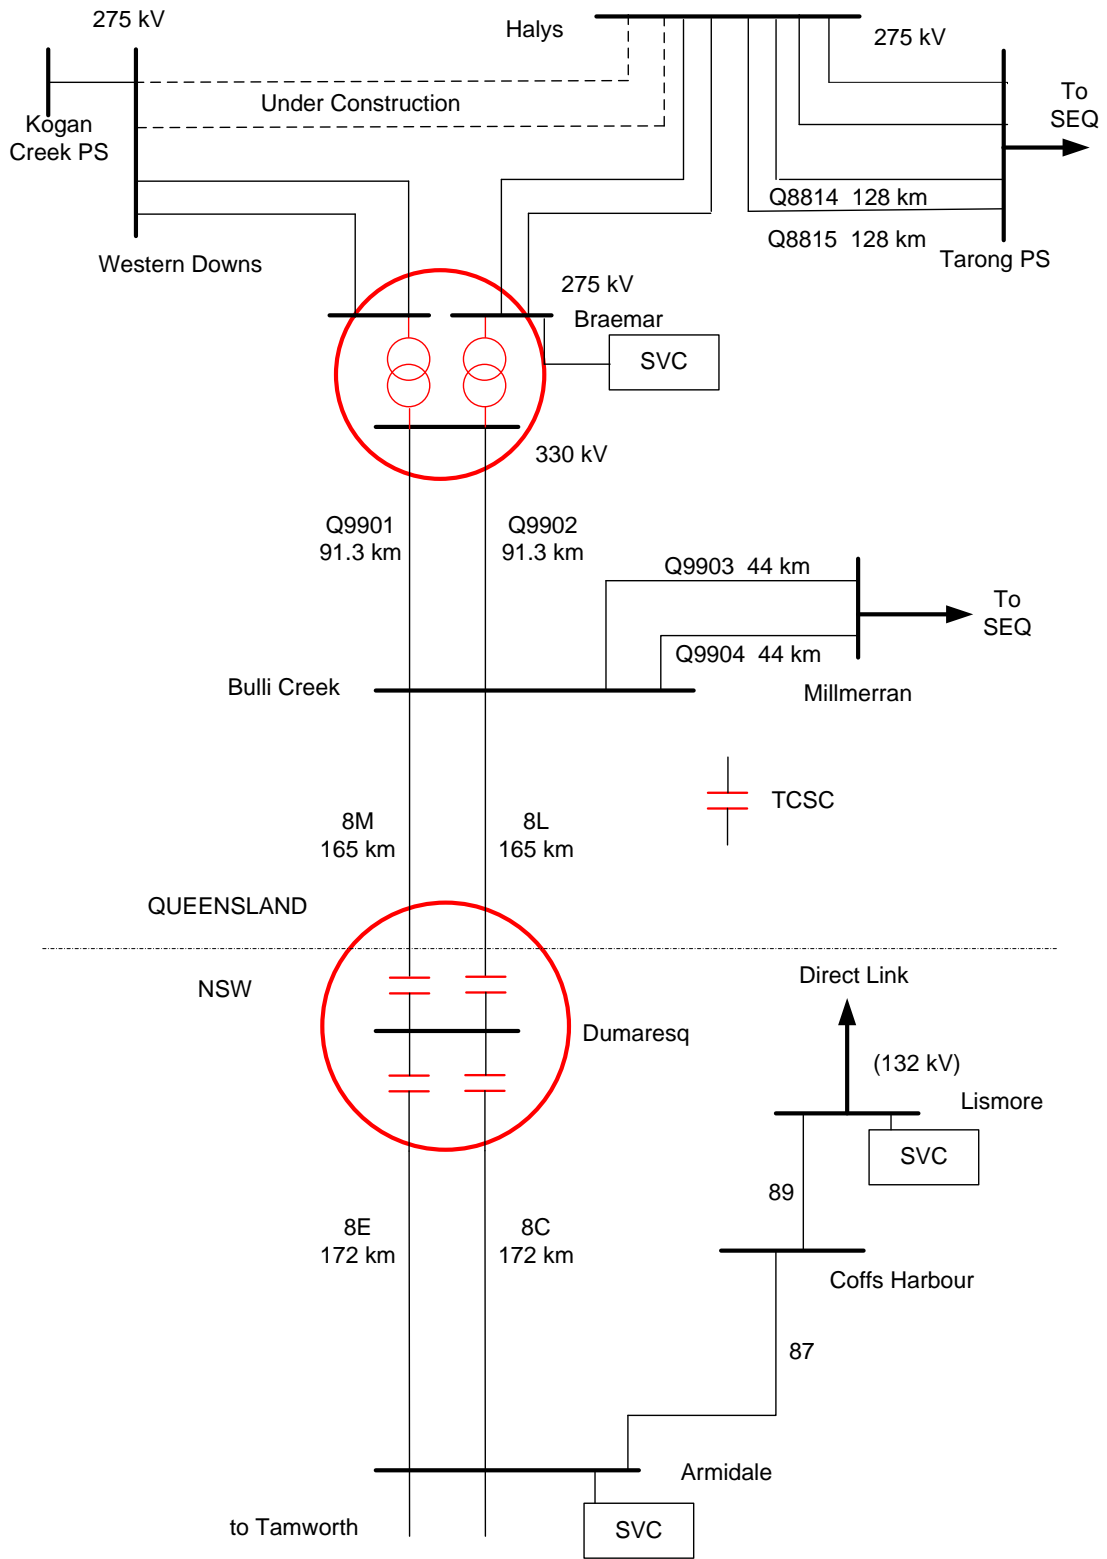 275 kV
Halys
275 kV
Under Construction
To
SEQ
Kogan
Creek PS
Q8814 128 km
Q8815 128 km
Western Downs
Tarong PS
275 kV
Braemar
SVC
330 kV
Q9901
91.3 km
Q9902
91.3 km
Q9903 44 km
To
SEQ
Q9904 44 km
Bulli Creek
Millmerran
TCSC
8M
165 km
8L
165 km
QUEENSLAND
NSW
Direct Link
Dumaresq
(132 kV)
Lismore
SVC
89
8E
172 km
8C
172 km
Coffs Harbour
87
Armidale
to Tamworth
SVC